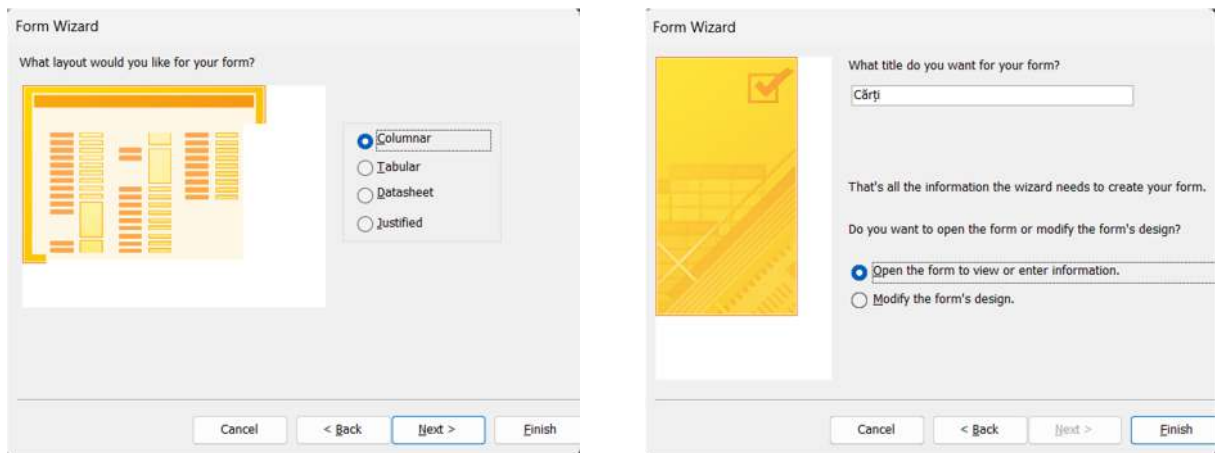 Form Wizard
What layout would you like for your form?
Columnar
Tabular
Datasheet
Justified
Cancel
< Back
Next >
Finish
Form Wizard
What title do you want for your form?
Cărți
That's all the information the wizard needs to create your form.
Do you want to open the form or modify the form's design?
Open the form to view or enter information.
Modify the form's design.
Cancel
< Back
Next >
Finish